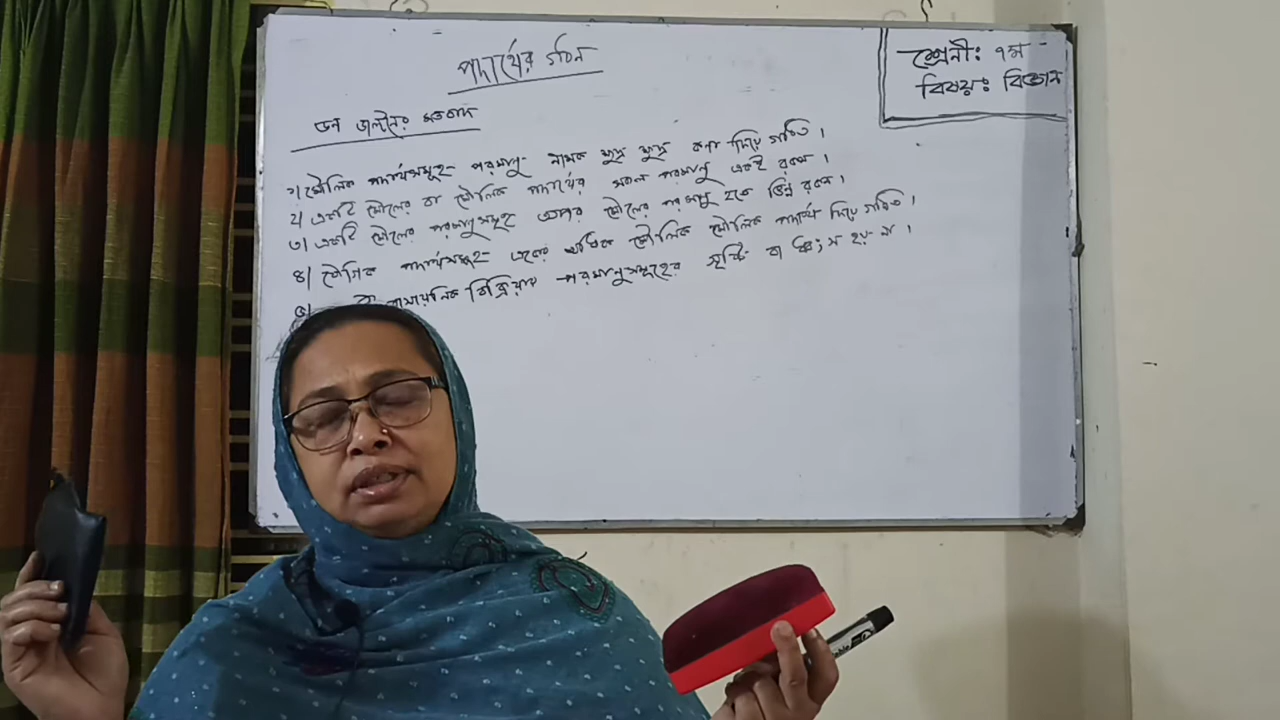 পদার্থের গঠন
শ্রেনী: ৭ম
বিষয়: বিজ্ঞান
জন ডাল্টনের মতবাদ
১। মৌলিক পদার্থসমূহ পরমানু নামক ক্ষুদ্র ক্ষুদ্র কণা দিয়ে গঠিত।
২। একটি মৌলের বা মৌলিক পদার্থের সকল পরমানু একই রকম।
৩। একটি মৌলের পরমানুসমূহ অপর মৌলের পরমানু হতে ভিন্ন রকম।
৪। যৌগিক পদার্থসমূহ একের অধিক মৌলিক মৌলিক পদার্থ দিয়ে গঠিত।
৫। রাসায়নিক বিক্রিয়ায় পরমানুসমূহের সৃষ্টি বা ধ্বংস হয় না।